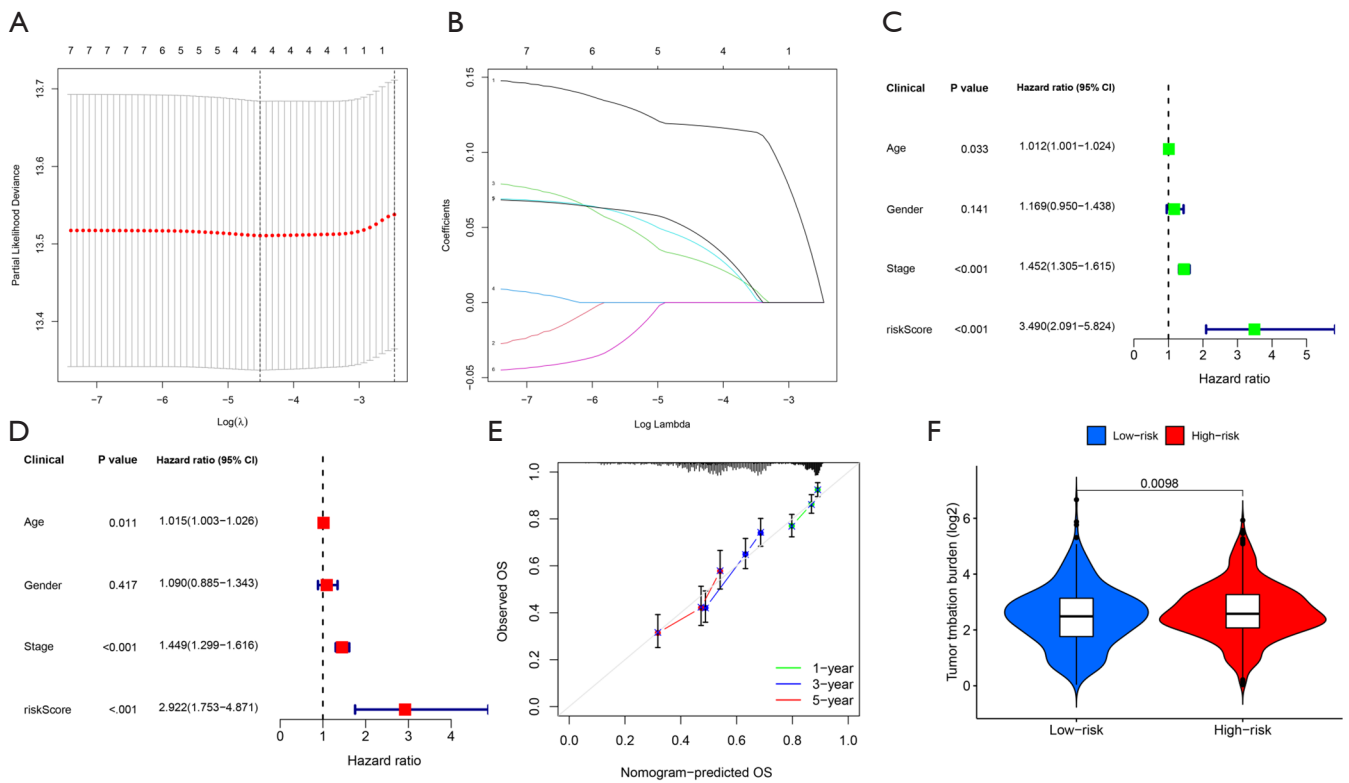 A
7 7 7 7 7 6 5 5 5 4 4 4 4 4 1 1 1
13.7
13.6
13.5
13.4
Partial Likelihood Deviance
−7 −6 −5 −4 −3
Log(λ)
B
7 6 5 4 1
0.15
0.10
0.05
0.00
−0.05
Coefficients
1
3
4
2
6
−7 −6 −5 −4 −3
Log Lambda
C
Clinical P value Hazard ratio (95% CI)
Age 0.033 1.012(1.001−1.024)
Gender 0.141 1.169(0.950−1.438)
Stage <0.001 1.452(1.305−1.615)
riskScore <0.001 3.490(2.091−5.824)
0 1 2 3 4 5
Hazard ratio
D
Clinical P value Hazard ratio (95% CI)
Age 0.011 1.015(1.003−1.026)
Gender 0.417 1.090(0.885−1.343)
Stage <0.001 1.449(1.299−1.616)
riskScore <.001 2.922(1.753−4.871)
0 1 2 3 4
Hazard ratio
E
1.0
0.8
0.6
0.4
0.2
0.0
Observed OS
1−year
3−year
5−year
0.0 0.2 0.4 0.6 0.8 1.0
Nomogram−predicted OS
F
Low−risk High−risk
0.0098
6
4
2
0
Tumor tmbation burden (log2)
Low−risk High−risk